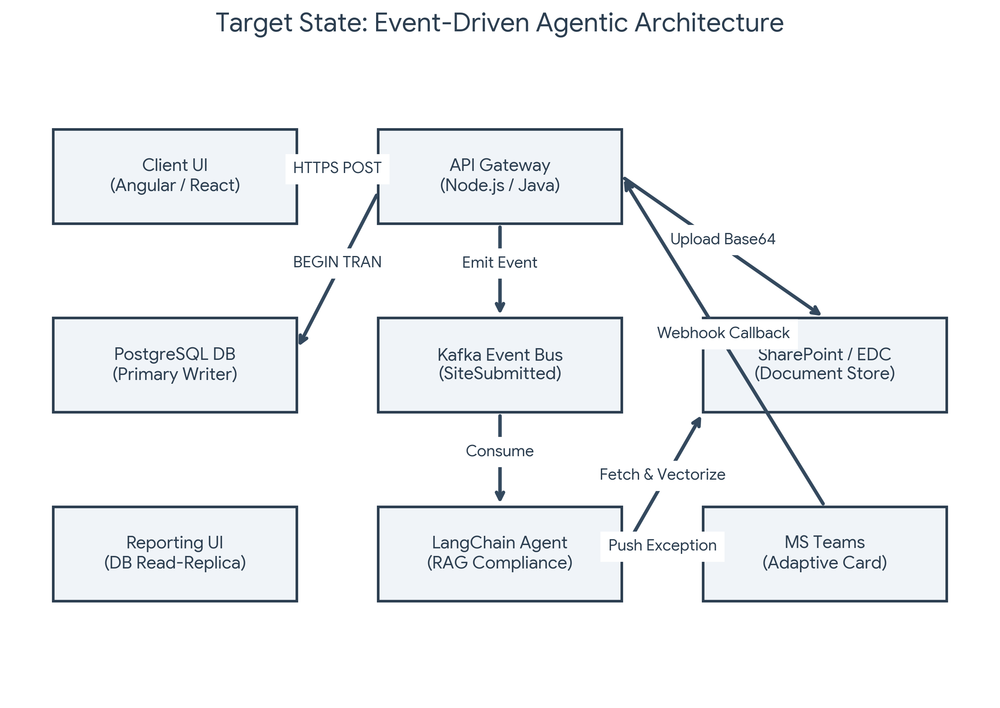 Target State: Event-Driven Agentic Architecture
Client UI
(Angular / React)
HTTPS POST
API Gateway
(Node.js / Java)
Upload Base64
BEGIN TRAN
Emit Event
Webhook Callback
PostgreSQL DB
(Primary Writer)
Kafka Event Bus
(SiteSubmitted)
SharePoint / EDC
(Document Store)
Consume
Fetch & Vectorize
Reporting UI
(DB Read-Replica)
LangChain Agent
(RAG Compliance)
Push Exception
MS Teams
(Adaptive Card)